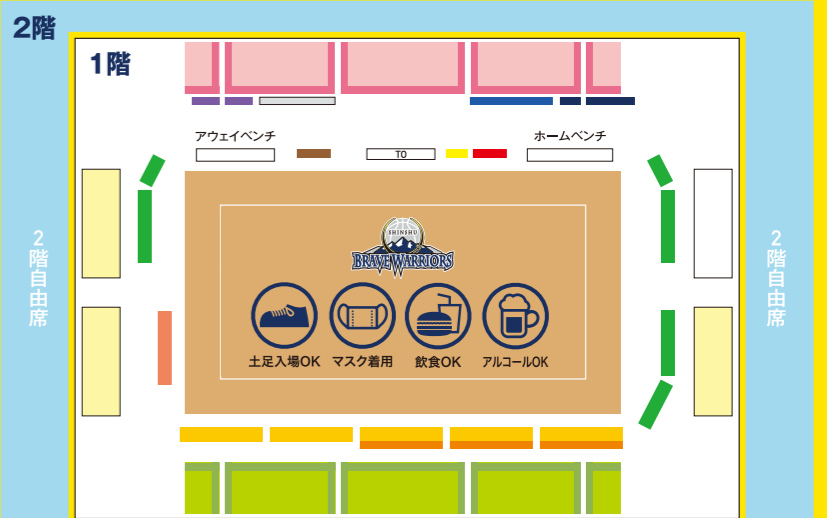 2階
1階
アウェイベンチ
TO
ホームベンチ
2階自由席
2階自由席
SHINSHU
BRAVE WARRIORS
土足入場OK
マスク着用
飲食OK
アルコールOK